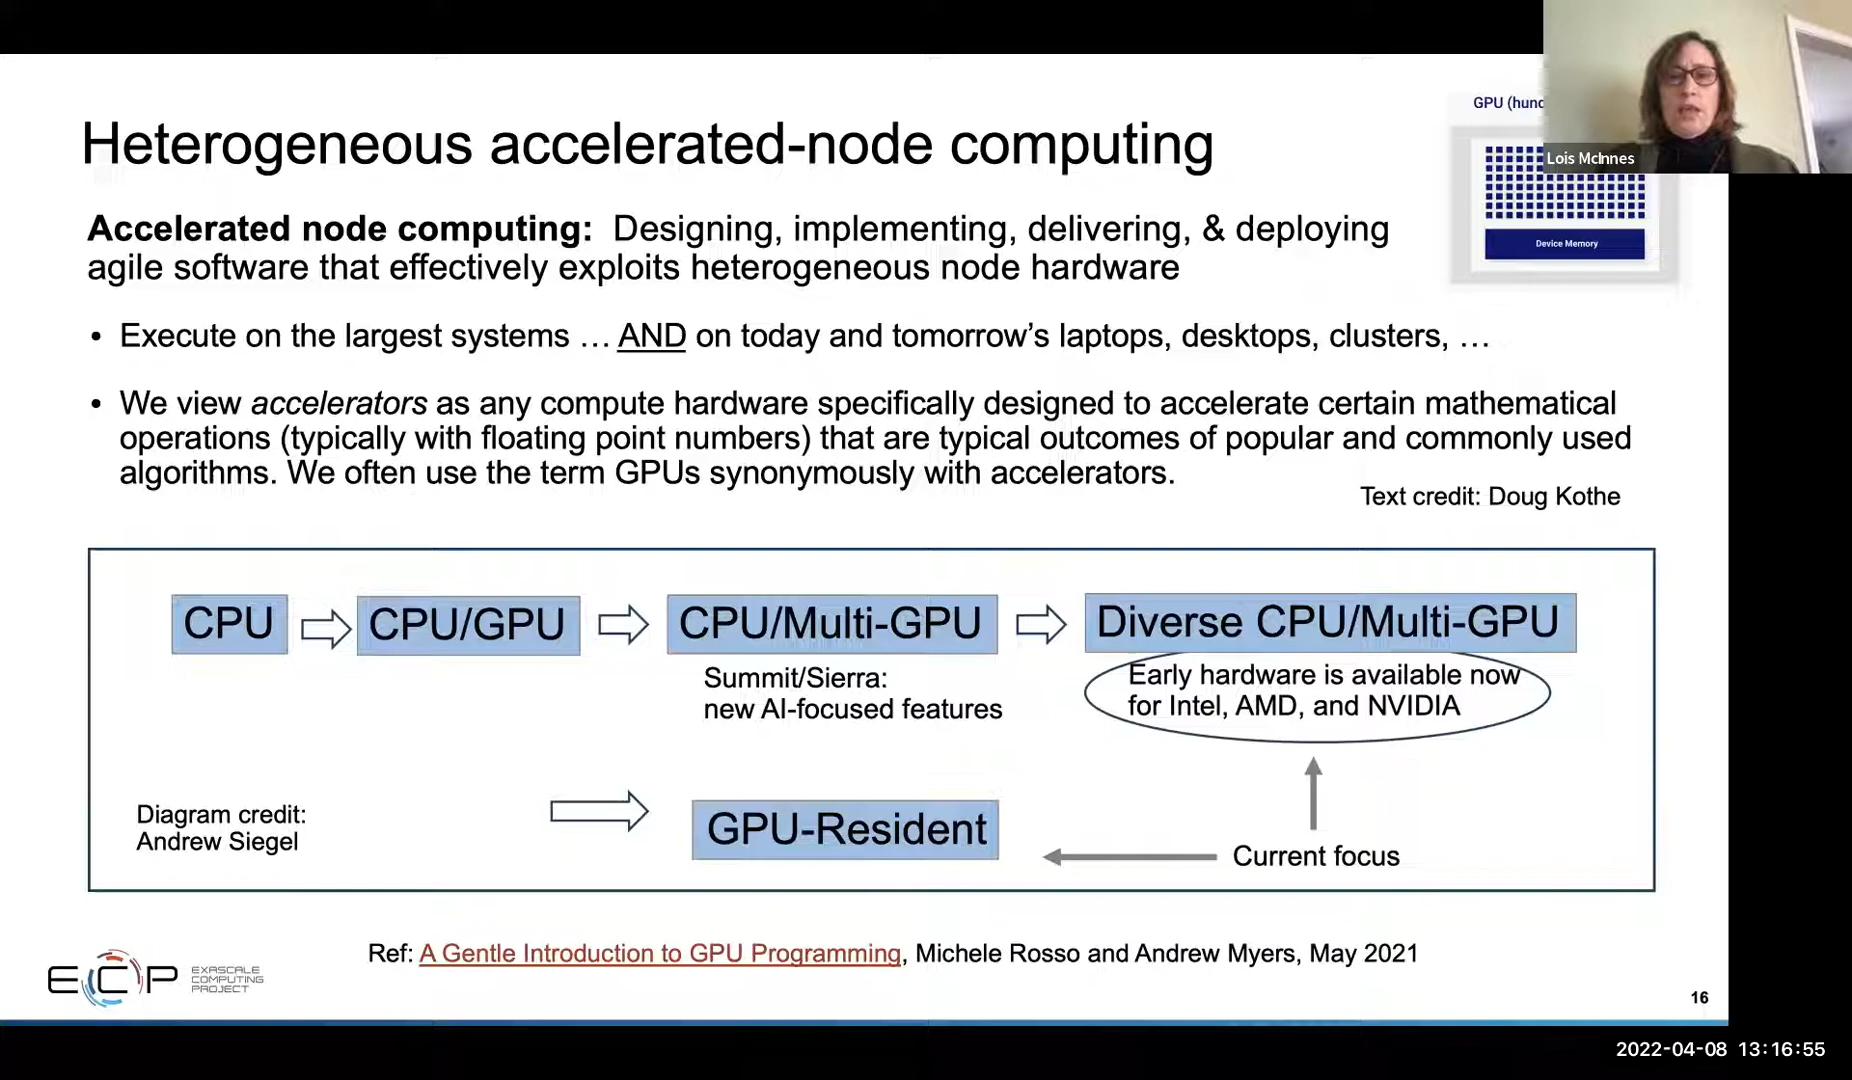 GPU (hund
Lois McInnes
Heterogeneous accelerated-node computing
Device Memory
Accelerated node computing: Designing, implementing, delivering, & deploying
agile software that effectively exploits heterogeneous node hardware
• Execute on the largest systems … AND on today and tomorrow’s laptops, desktops, clusters, …
• We view accelerators as any compute hardware specifically designed to accelerate certain mathematical
operations (typically with floating point numbers) that are typical outcomes of popular and commonly used
algorithms. We often use the term GPUs synonymously with accelerators.
Text credit: Doug Kothe
CPU
CPU/GPU
CPU/Multi-GPU
Diverse CPU/Multi-GPU
Summit/Sierra:
new AI-focused features
Early hardware is available now
for Intel, AMD, and NVIDIA
Diagram credit:
Andrew Siegel
GPU-Resident
Current focus
Ref: A Gentle Introduction to GPU Programming, Michele Rosso and Andrew Myers, May 2021
ECP
EXASCALE
COMPUTING
PROJECT
16
2022-04-08 13:16:55